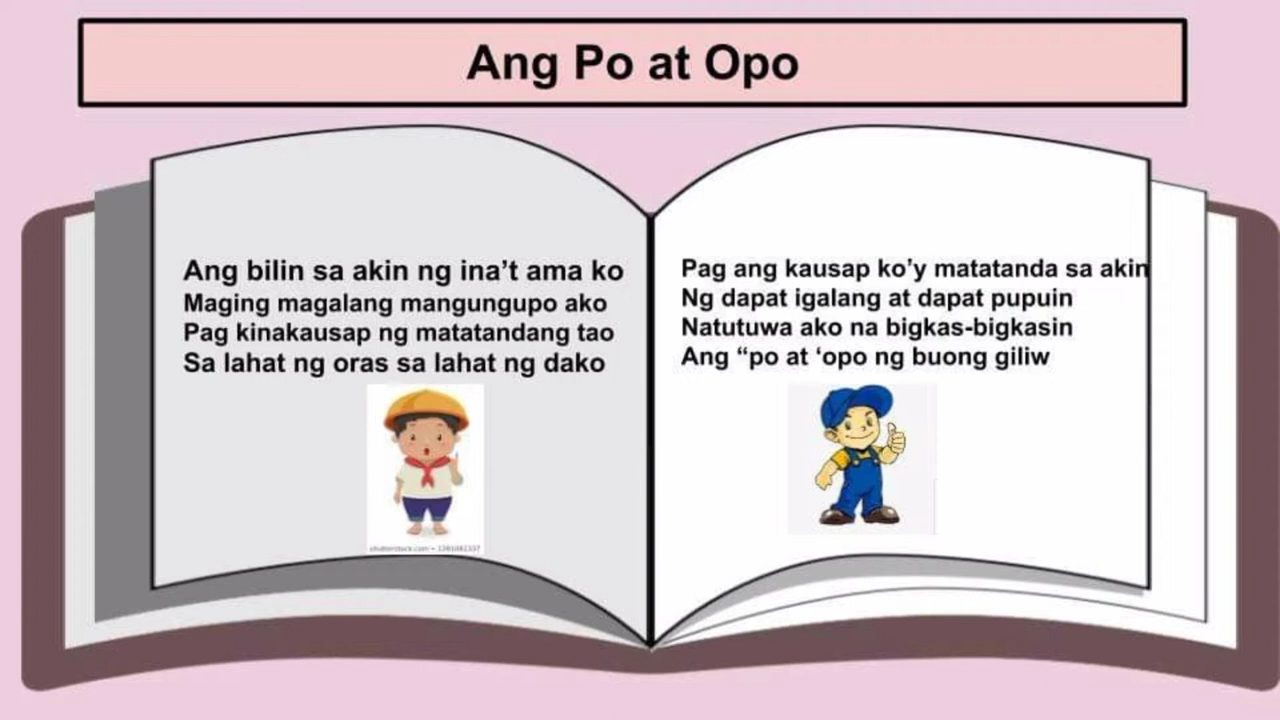 Ang Po at Opo
Ang bilin sa akin ng ina’t ama ko
Maging magalang mangungupo ako
Pag kinakausap ng matatandang tao
Sa lahat ng oras sa lahat ng dako
Pag ang kausap ko’y matatanda sa akin
Ng dapat igalang at dapat pupuin
Natutuwa ako na bigkas-bigkasin
Ang “po at ‘opo ng buong giliw